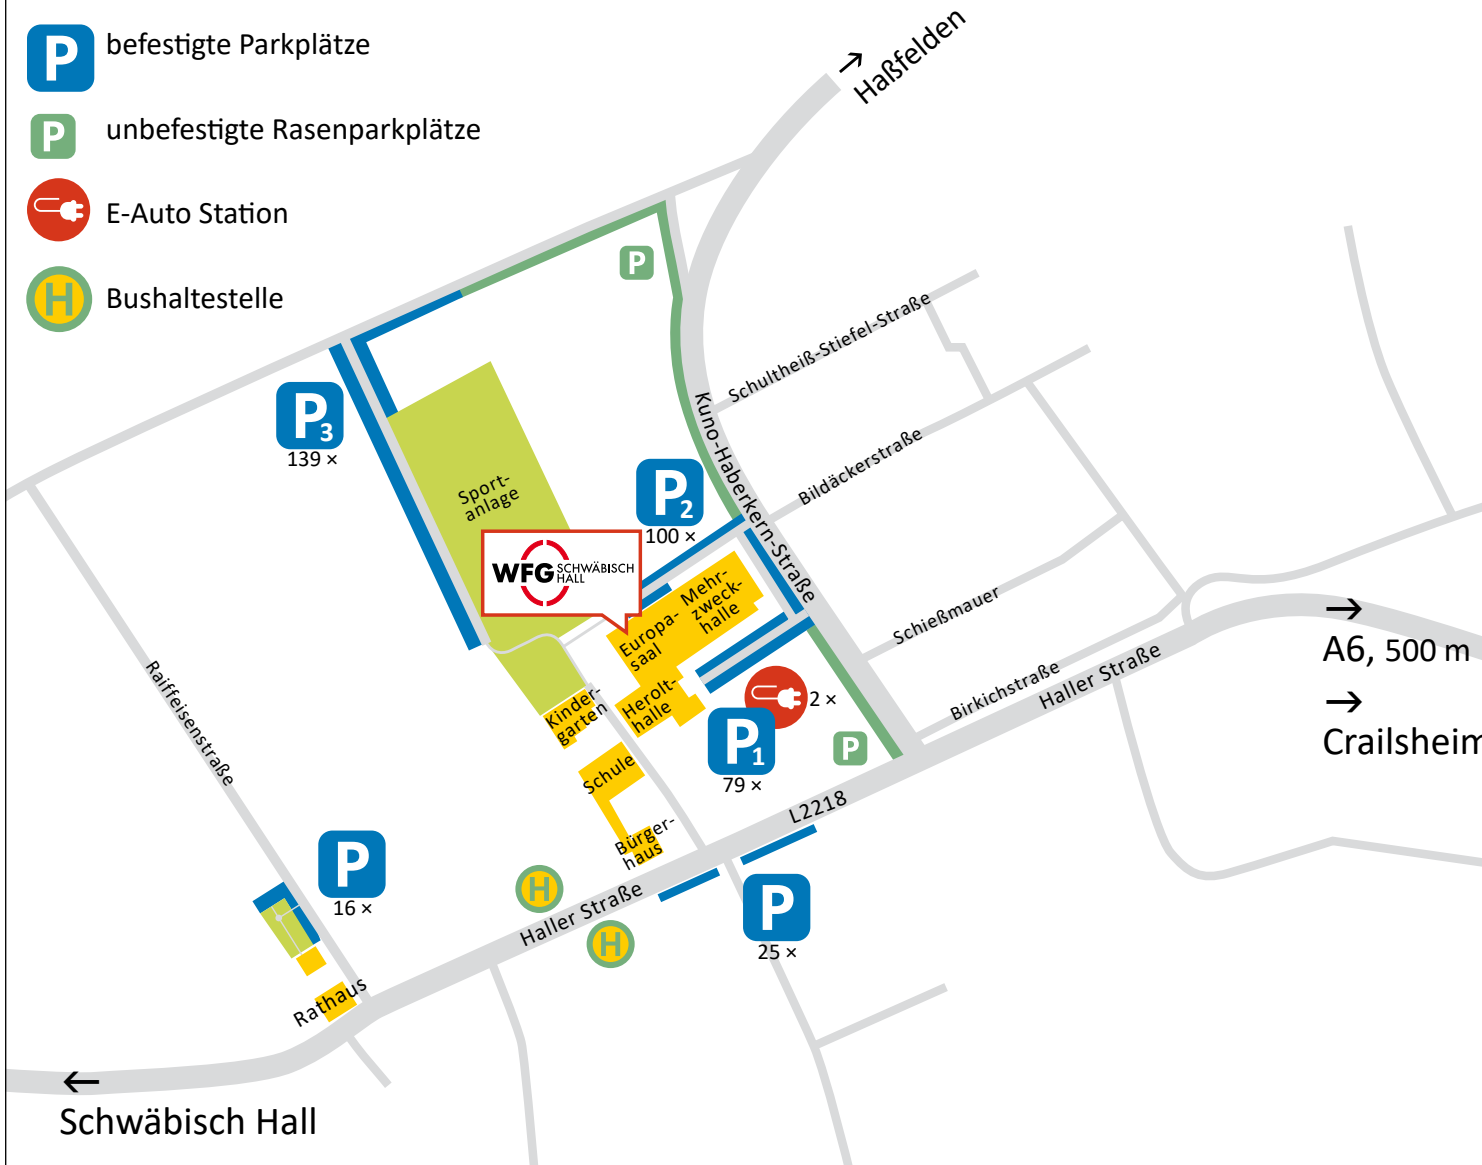 P befestigte Parkplätze
P unbefestigte Rasenparkplätze
E-Auto Station
H Bushaltestelle
Haßfelden
P
Schultheiß-Stiefel-Straße
P3
139 ×
Kuno-Haberkern-Straße
Bildäckerstraße
Sport-
anlage
P2
100 ×
WFG SCHWÄBISCH
HALL
Mehr-
zweck-
halle
Europa-
saal
Schießmauer
A6, 500 m
Crailsheim
Birkichstraße
Haller Straße
Raiffeisenstraße
Kinder-
garten
Herolt-
halle
2 ×
P1
79 ×
P
Schule
L2218
Bürger-
haus
P
16 ×
H
Haller Straße
H
P
25 ×
Rathaus
Schwäbisch Hall